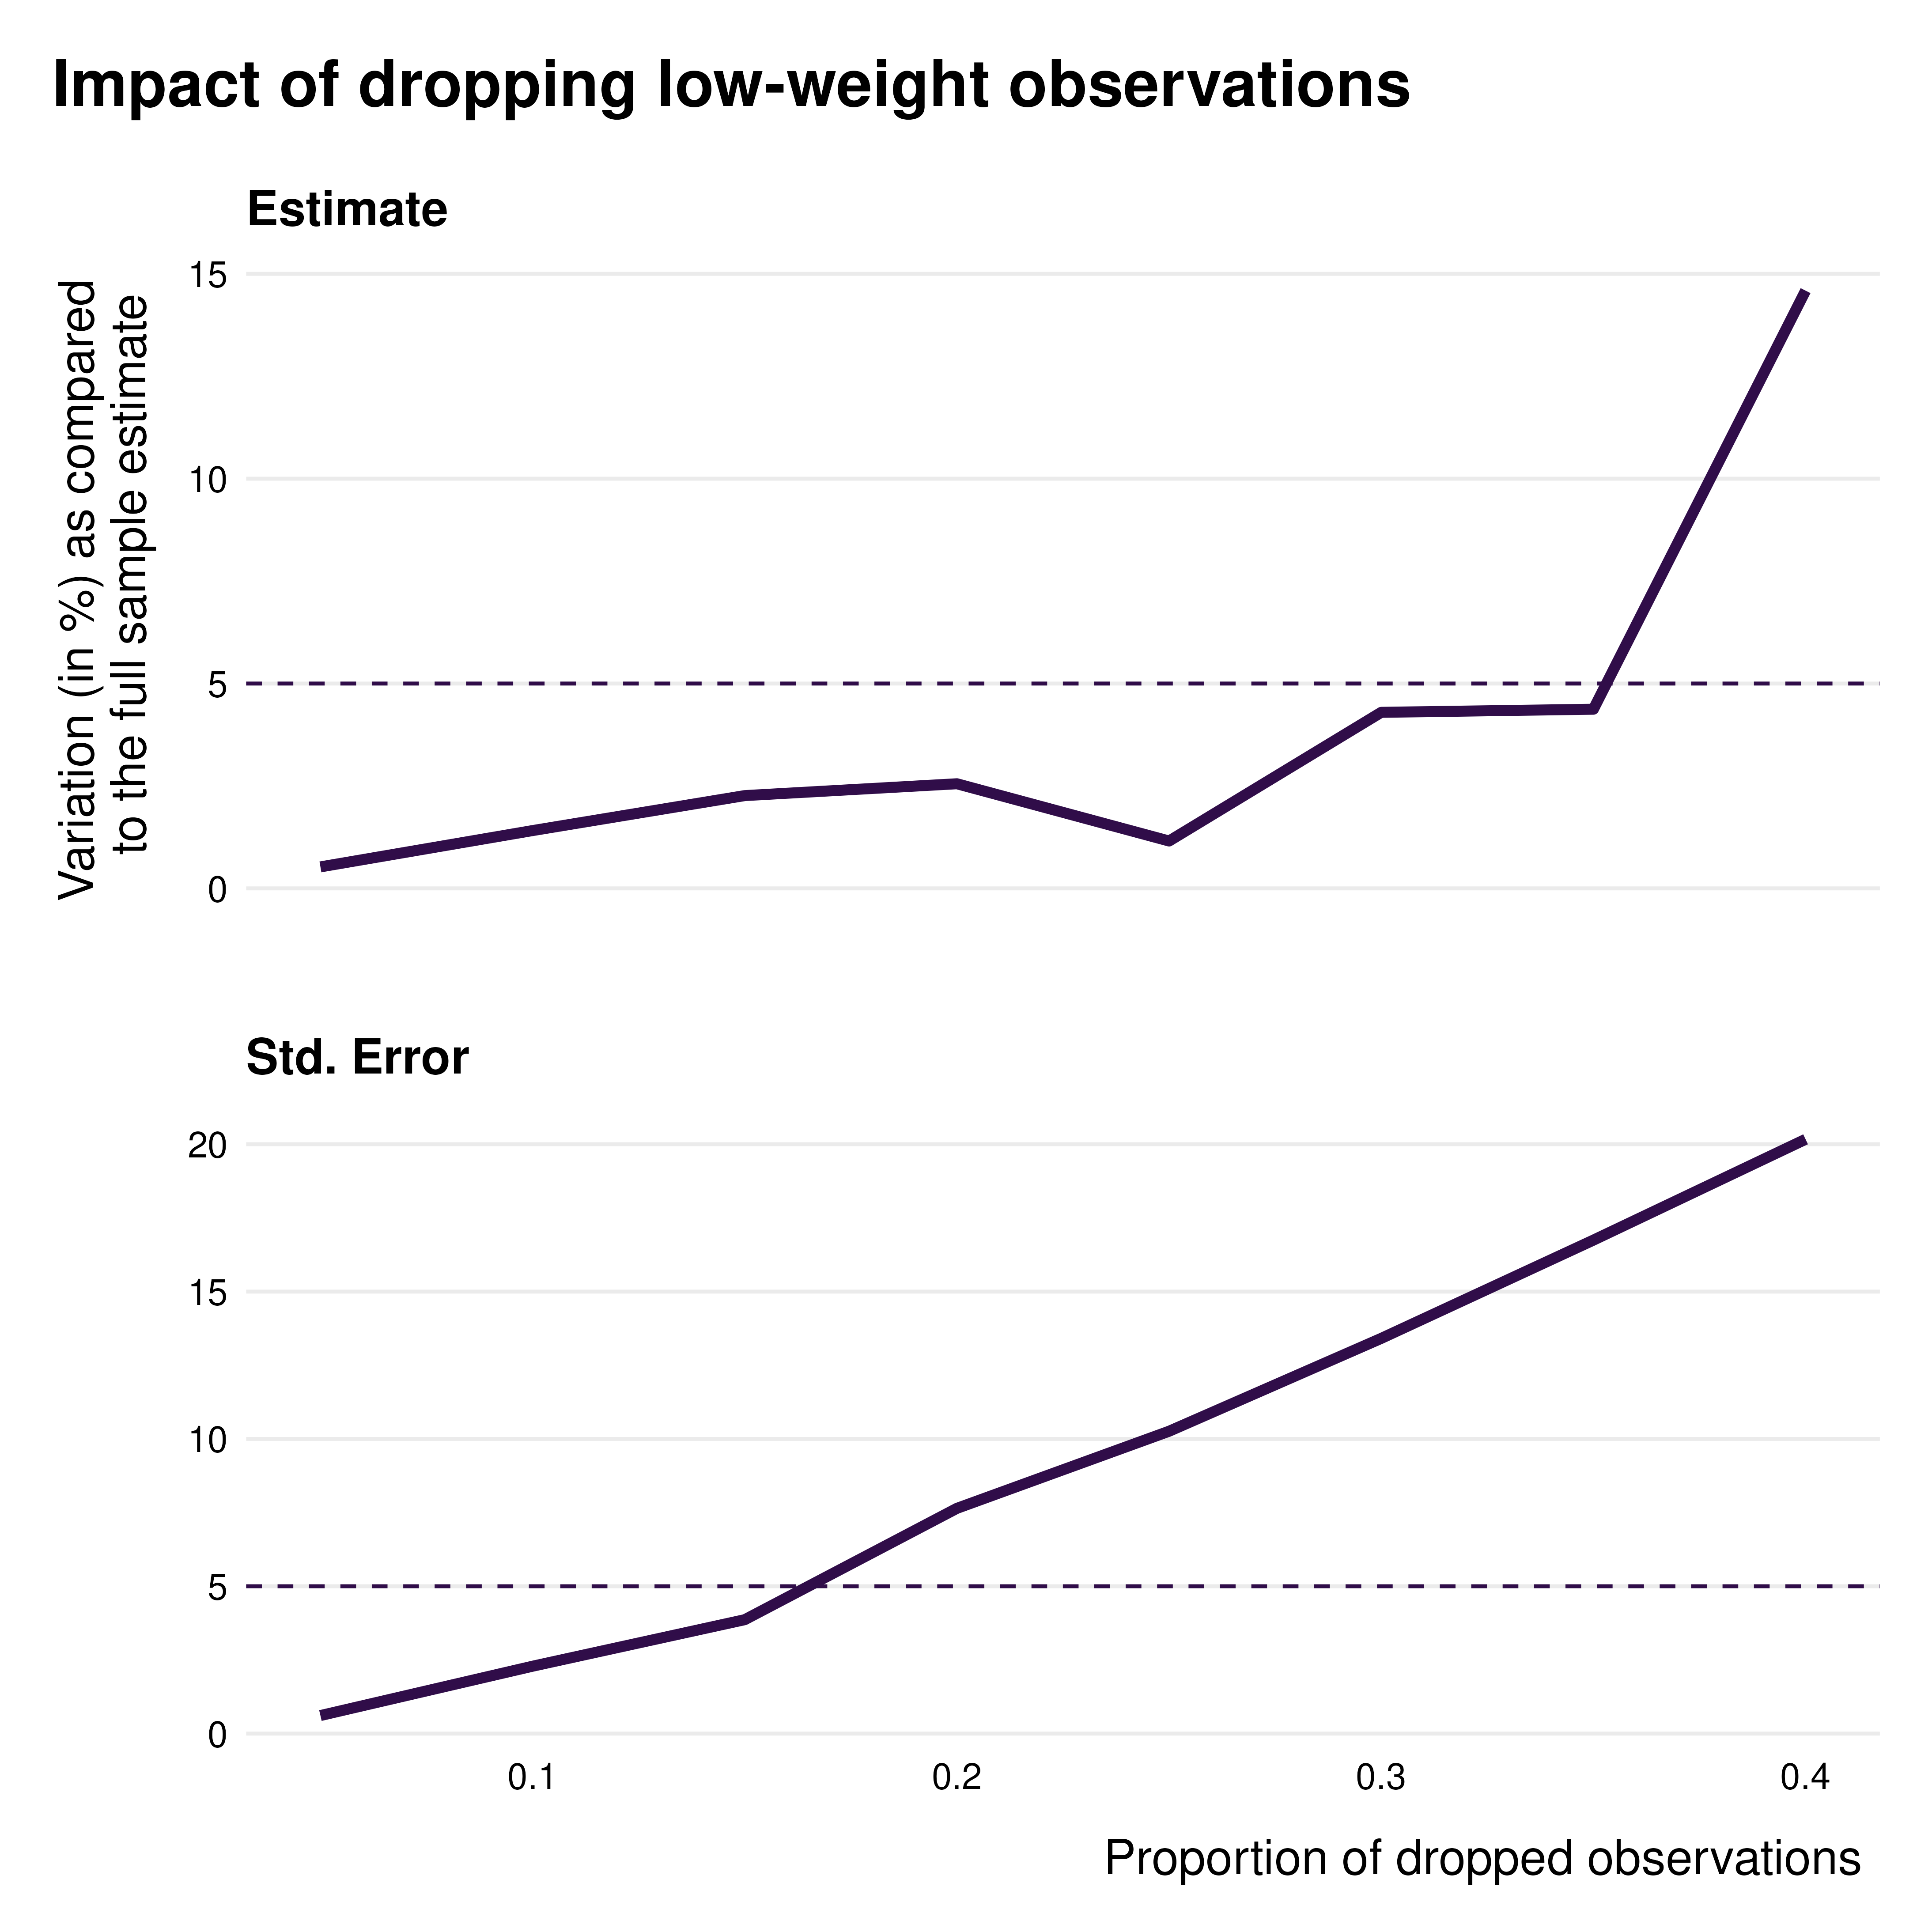 Impact of dropping low-weight observations
Estimate
Variation (in %) as compared
to the full sample estimate
15
10
5
0
Std. Error
20
15
10
5
0
0.1 0.2 0.3 0.4
Proportion of dropped observations